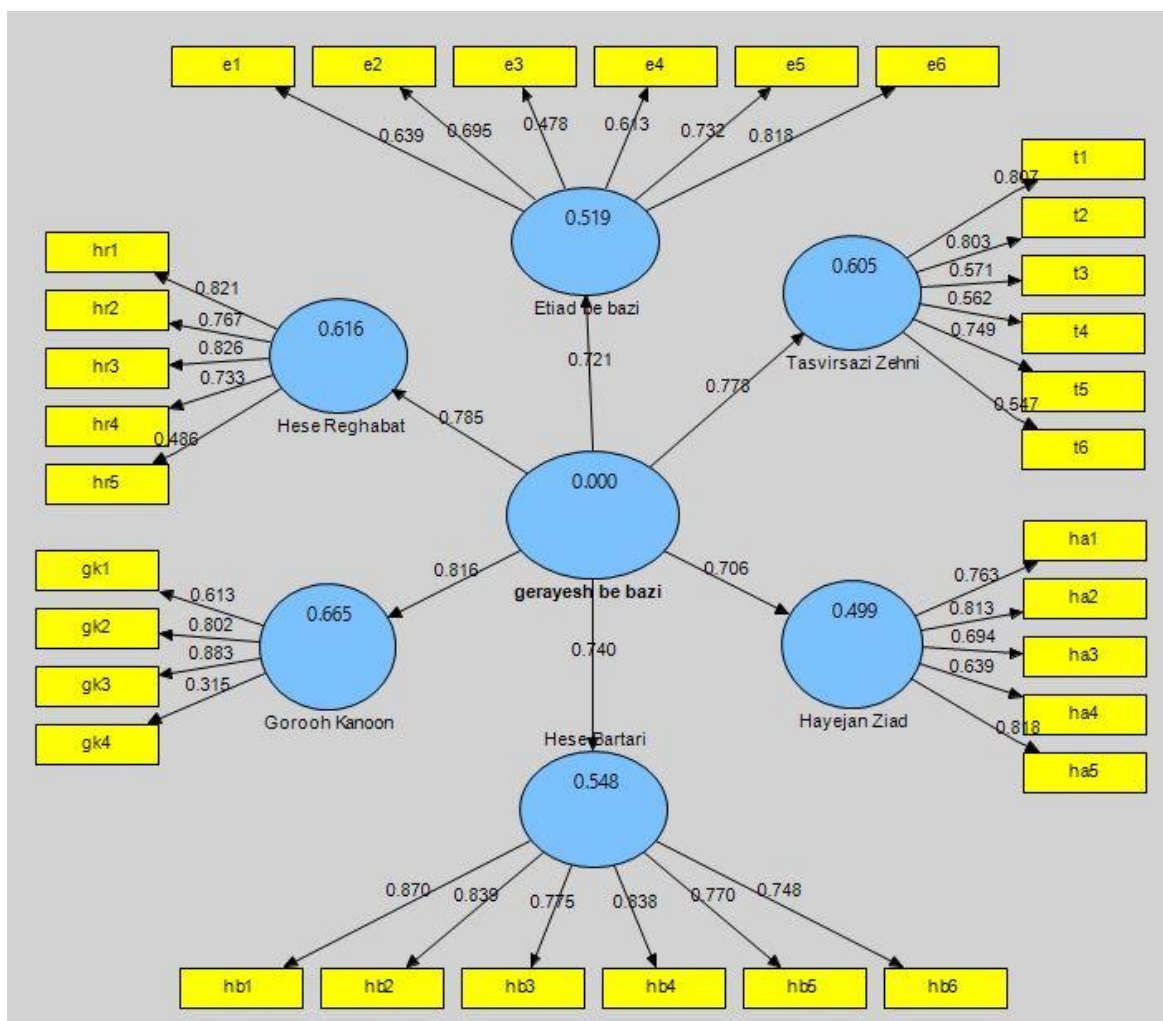 e1 e2 e3 e4 e5 e6
0.639 0.695 0.478 0.613 0.732 0.818
0.519
Etiad be bazi
0.721
t1
t2
t3
t4
t5
t6
0.807
0.803
0.571
0.562
0.749
0.547
0.605
Tasvirsazi Zehni
0.778
hr1
hr2
hr3
hr4
hr5
0.821
0.767
0.826
0.733
0.486
0.616
Hese Reghabat
0.785
0.000
gerayesh be bazi
gk1
gk2
gk3
gk4
0.613
0.802
0.883
0.315
0.665
Gorooh Kanoon
0.816
ha1
ha2
ha3
ha4
ha5
0.763
0.813
0.694
0.639
0.818
0.499
Hayejan Ziad
0.706
0.740
Hese Bartari
0.548
0.870 0.839 0.775 0.838 0.770 0.748
hb1 hb2 hb3 hb4 hb5 hb6